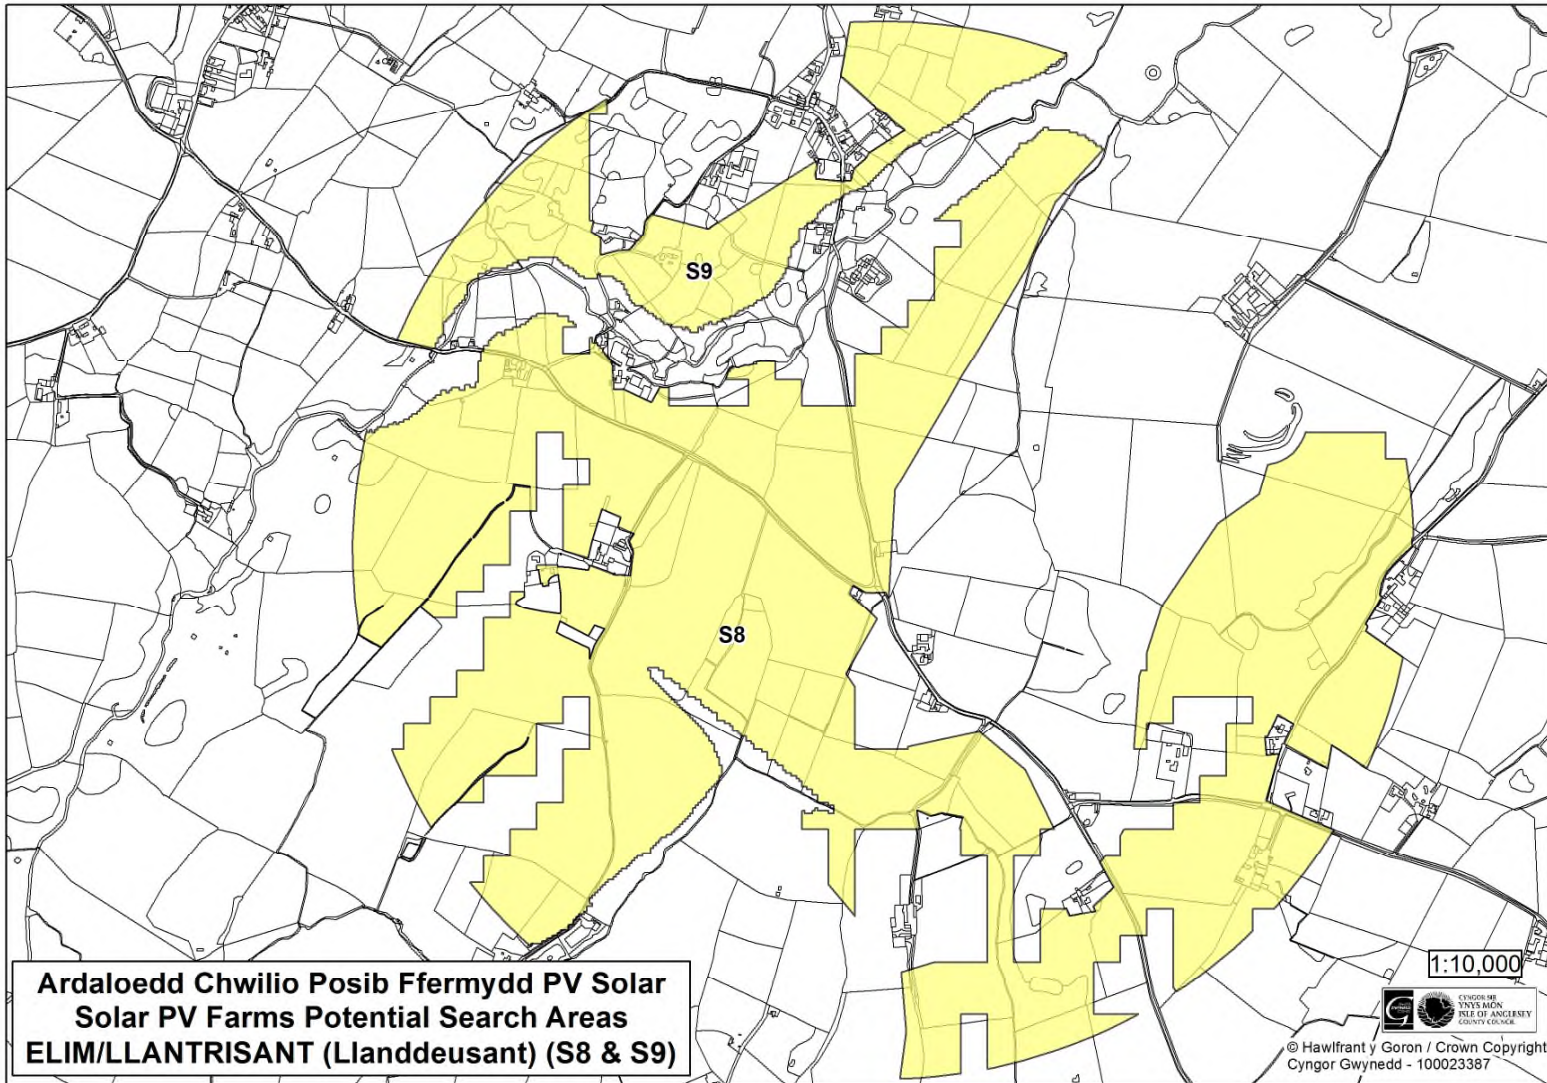 S9
S8
Ardaloedd Chwilio Posib Ffermydd PV Solar
Solar PV Farms Potential Search Areas
ELIM/LLANTRISANT (Llanddeusant) (S8 & S9)
1:10,000
CYNGOR SIR
YNYS MÔN
ISLE OF ANGLESEY
COUNTY COUNCIL
© Hawlfrant y Goron / Crown Copyright
Cyngor Gwynedd - 100023387